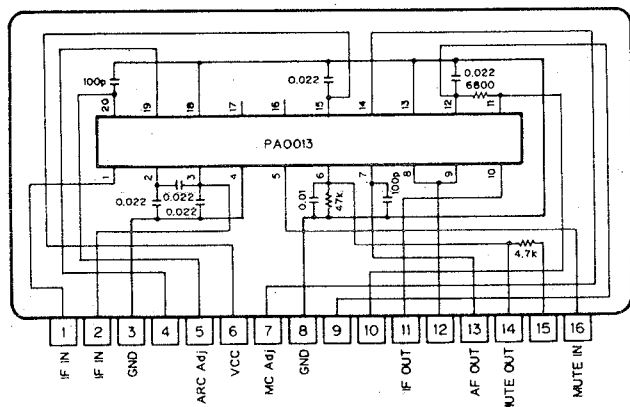 100p
0.022
0.022
6800
20 19 18 17 16 15 14 13 12 11
PA0013
1 2 3 4 5 6 7 8 9 10
0.022
0.022
0.022
0.01
47k
100p
4.7k
1 2 3 4 5 6 7 8 9 10 11 12 13 14 15 16
IF IN
IF IN
GND
ARC Adj
VCC
MC Adj
GND
IF OUT
AF OUT
MUTE OUT
MUTE IN